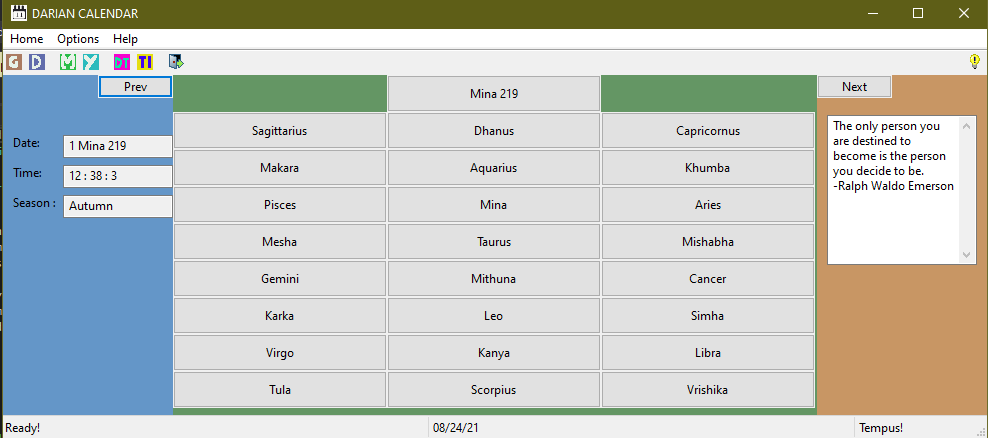 DARIAN CALENDAR
Home Options Help
G D M Y DT TI
Prev
Mina 219
Next
Date: 1 Mina 219
Time: 12 : 38 : 3
Season : Autumn
Sagittarius Dhanus Capricornus
Makara Aquarius Khumba
Pisces Mina Aries
Mesha Taurus Mishabha
Gemini Mithuna Cancer
Karka Leo Simha
Virgo Kanya Libra
Tula Scorpius Vrishika
The only person you
are destined to
become is the person
you decide to be.
-Ralph Waldo Emerson
Ready! 08/24/21 Tempus!